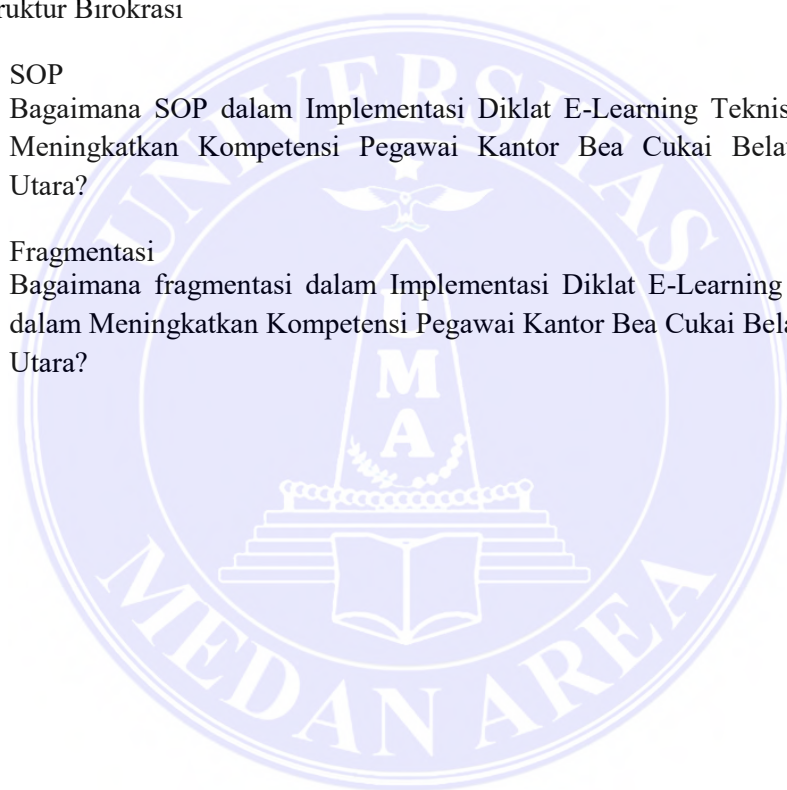 ruktur Birokrasi
SOP
Bagaimana SOP dalam Implementasi Diklat E-Learning Teknis
Meningkatkan Kompetensi Pegawai Kantor Bea Cukai Bela
Utara?
Fragmentasi
Bagaimana fragmentasi dalam Implementasi Diklat E-Learning
dalam Meningkatkan Kompetensi Pegawai Kantor Bea Cukai Bela
Utara?
UNIVERSITAS
U
M
A
MEDAN AREA